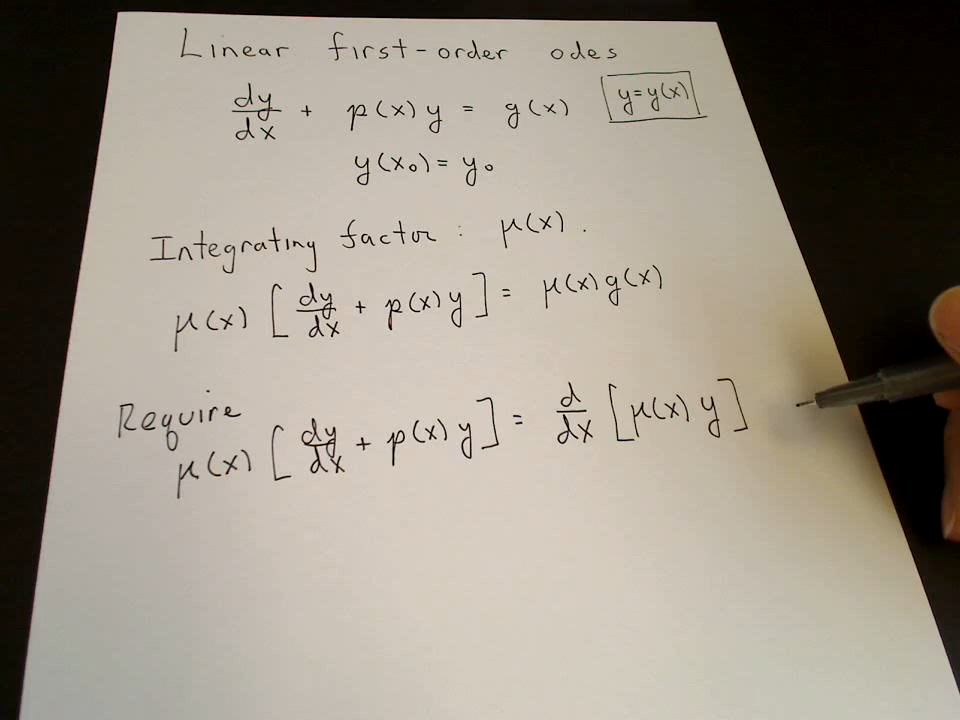 Linear first-order odes
dy/dx + p(x) y = g(x) y = y(x)
y(x₀) = y₀
Integrating factor : μ(x) .
μ(x) [ dy/dx + p(x) y ] = μ(x) g(x)
Require
μ(x) [ dy/dx + p(x) y ] = d/dx [ μ(x) y ]